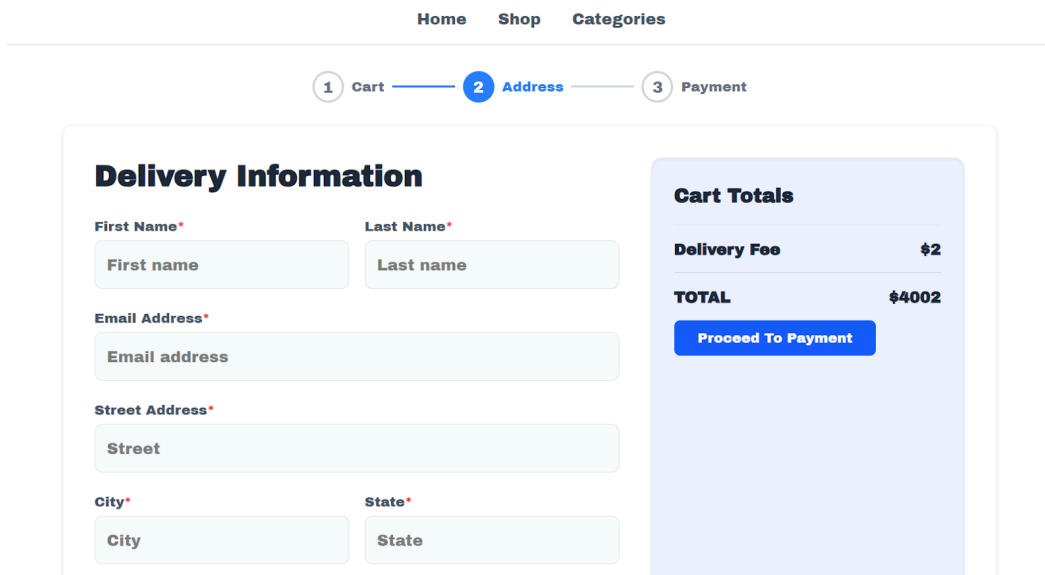 Home Shop Categories
1 Cart 2 Address 3 Payment
Delivery Information
First Name* Last Name*
First name Last name
Email Address*
Email address
Street Address*
Street
City* State*
City State
Cart Totals
Delivery Fee $2
TOTAL $4002
Proceed To Payment